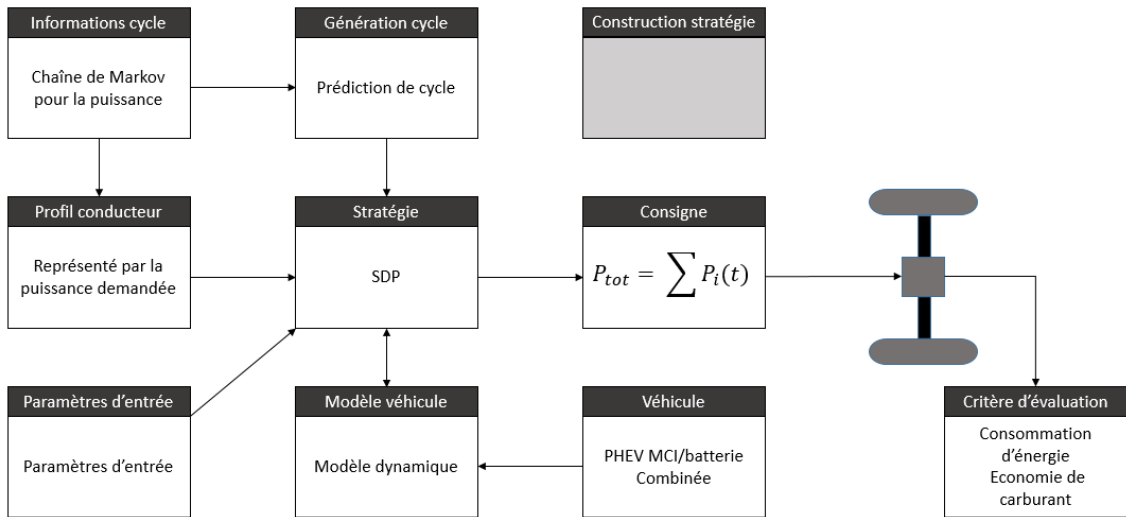 Informations cycle
Chaîne de Markov
pour la puissance
Génération cycle
Prédiction de cycle
Construction stratégie
Profil conducteur
Représenté par la
puissance demandée
Stratégie
SDP
Consigne
P_{tot} = ∑ P_i(t)
Paramètres d'entrée
Paramètres d'entrée
Modèle véhicule
Modèle dynamique
Véhicule
PHEV MCI/batterie
Combinée
Critère d'évaluation
Consommation
d'énergie
Economie de
carburant